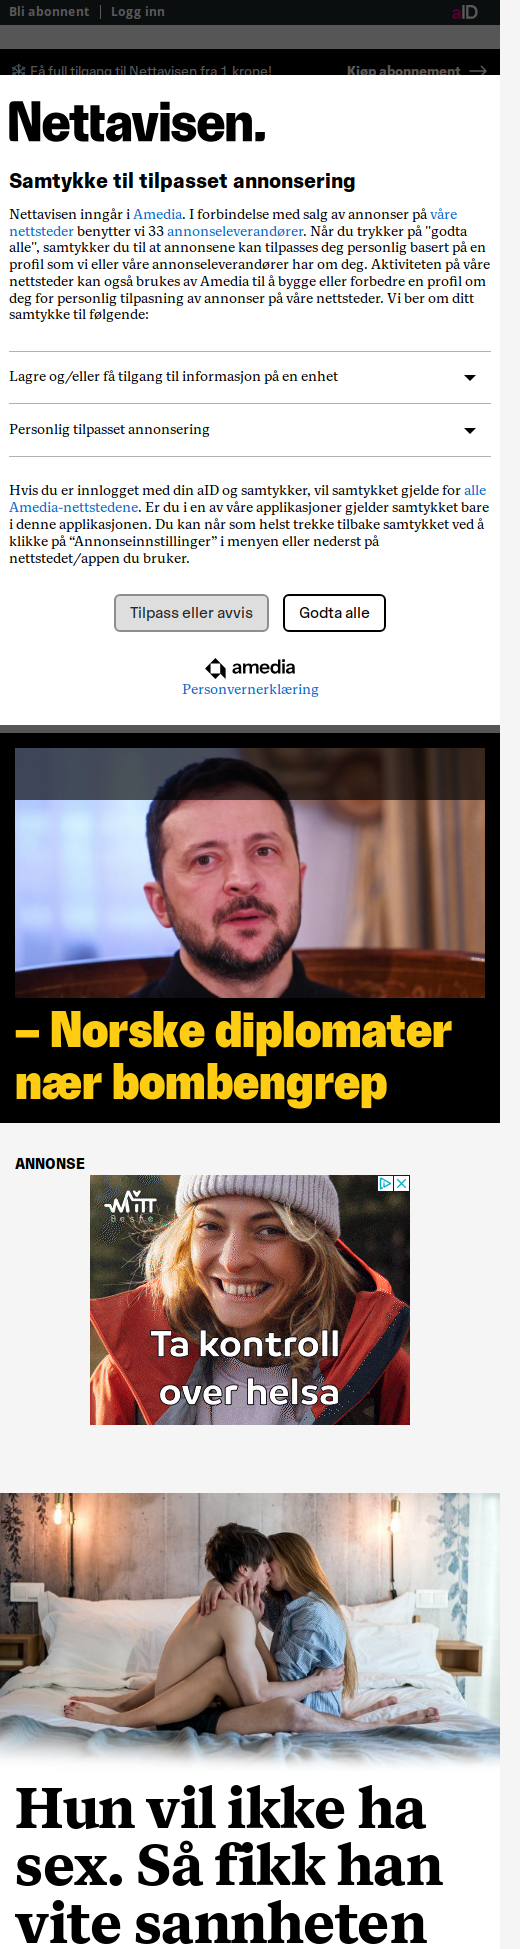 Bli abonnent | Logg inn
aID
Få full tilgang til Nettavisen fra 1 krone!
Kjøp abonnement →
Nettavisen.
Samtykke til tilpasset annonsering
Nettavisen inngår i Amedia. I forbindelse med salg av annonser på våre
nettsteder benytter vi 33 annonseleverandører. Når du trykker på "godta
alle", samtykker du til at annonsene kan tilpasses deg personlig basert på en
profil som vi eller våre annonseleverandører har om deg. Aktiviteten på våre
nettsteder kan også brukes av Amedia til å bygge eller forbedre en profil om
deg for personlig tilpasning av annonser på våre nettsteder. Vi ber om ditt
samtykke til følgende:
Lagre og/eller få tilgang til informasjon på en enhet
Personlig tilpasset annonsering
Hvis du er innlogget med din aID og samtykker, vil samtykket gjelde for alle
Amedia-nettstedene. Er du i en av våre applikasjoner gjelder samtykket bare
i denne applikasjonen. Du kan når som helst trekke tilbake samtykket ved å
klikke på “Annonseinnstillinger” i menyen eller nederst på
nettstedet/appen du bruker.
Tilpass eller avvis
Godta alle
amedia
Personvernerklæring
– Norske diplomater
nær bombengrep
ANNONSE
MITT
Beste
Ta kontroll
over helsa
Hun vil ikke ha
sex. Så fikk han
vite sannheten